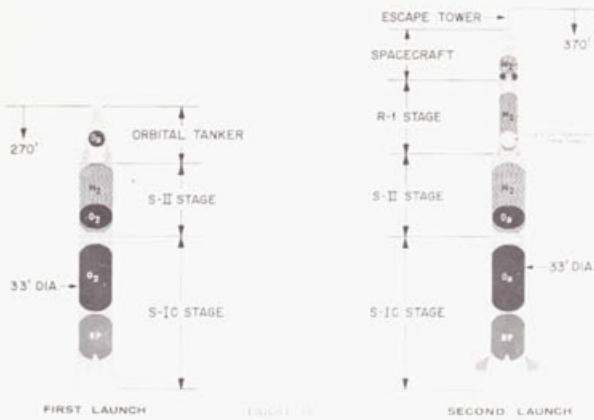 ESCAPE TOWER
370'
SPACECRAFT
H2
R-1 STAGE
H2
270'
ORBITAL TANKER
O2
S-II STAGE
H2
O2
S-II STAGE
H2
O2
33' DIA.
S-IC STAGE
O2
RP
33' DIA.
S-IC STAGE
O2
RP
FIRST LAUNCH
SECOND LAUNCH